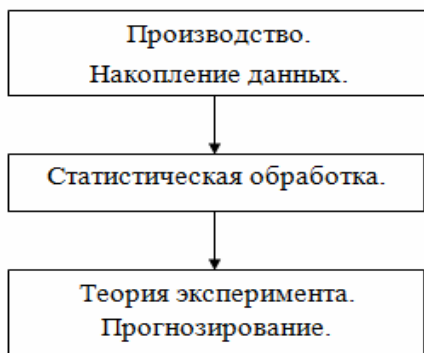 Производство.
Накопление данных.
Статистическая обработка.
Теория эксперимента.
Прогнозирование.